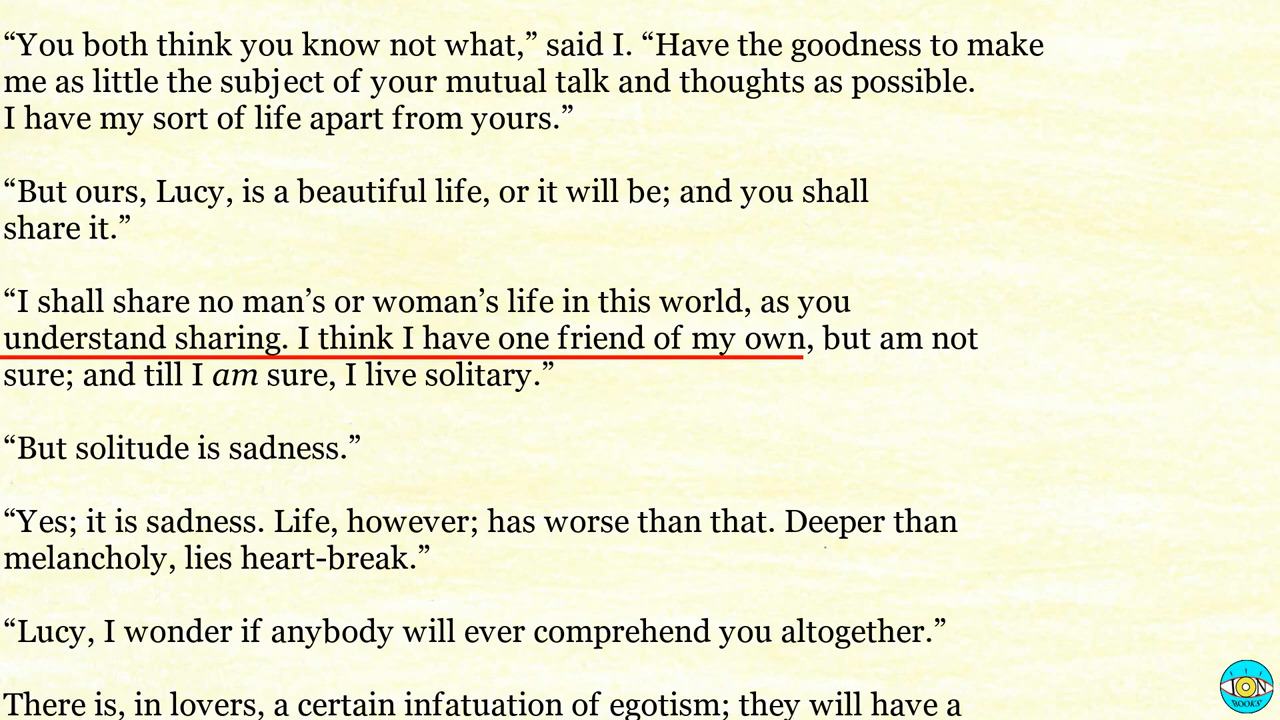 “You both think you know not what,” said I. “Have the goodness to make
me as little the subject of your mutual talk and thoughts as possible.
I have my sort of life apart from yours.”
“But ours, Lucy, is a beautiful life, or it will be; and you shall
share it.”
“I shall share no man’s or woman’s life in this world, as you
understand sharing. I think I have one friend of my own, but am not
sure; and till I am sure, I live solitary.”
“But solitude is sadness.”
“Yes; it is sadness. Life, however; has worse than that. Deeper than
melancholy, lies heart-break.”
“Lucy, I wonder if anybody will ever comprehend you altogether.”
There is, in lovers, a certain infatuation of egotism; they will have a
ION
BOOKS